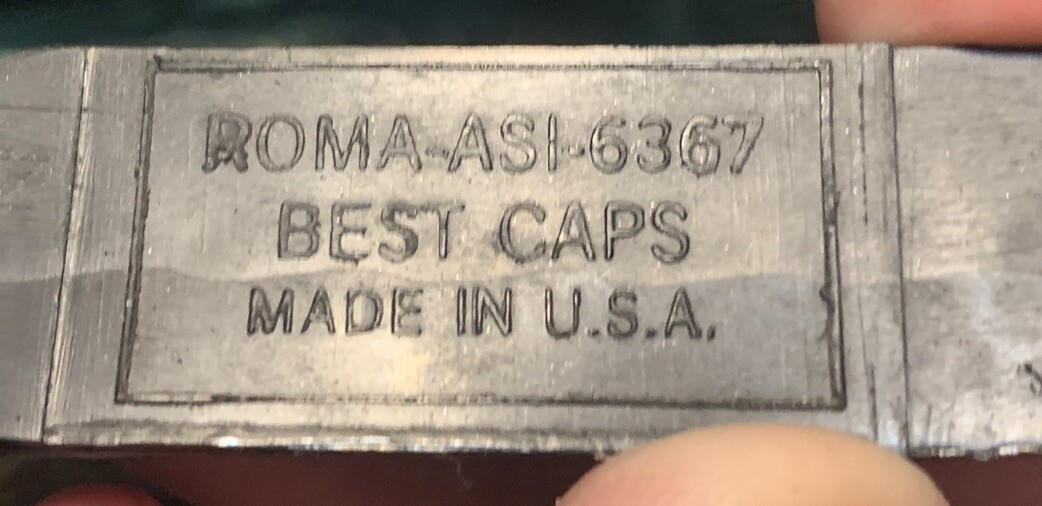 ROMA-ASI-6367
BEST CAPS
MADE IN U.S.A.